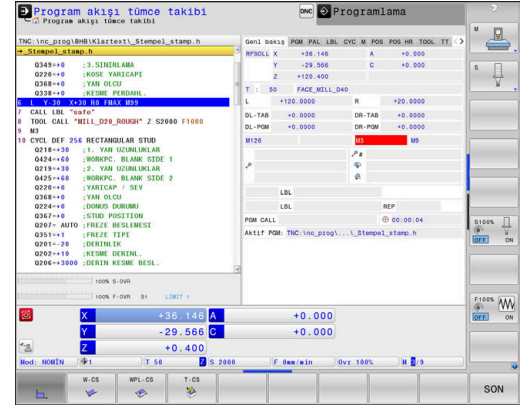 Program akışı tümce takibi
Program akışı tümce takibi
DNC
Programlama
TNC:\nc_prog\BHB\Klartext\_Stempel_stamp.h
→_Stempel_stamp.h
Q349=+0 ;3.SINIRLAMA
Q220=+0 ;KOSE YARICAPI
Q368=+0 ;YAN OLCU
Q338=+0 ;KESME PERDAHL.
6 L Y-30 X+30 R0 FMAX M99
7 CALL LBL "safe"
8 TOOL CALL "MILL_D20_ROUGH" Z S2000 F1000
9 M3
10 CYCL DEF 256 RECTANGULAR STUD
Q218=+30 ;1. YAN UZUNLUKLAR
Q424=+60 ;WORKPC. BLANK SIDE 1
Q219=+30 ;2. YAN UZUNLUKLAR
Q425=+60 ;WORKPC. BLANK SIDE 2
Q220=+0 ;YARICAP / SEV
Q368=+0 ;YAN OLCU
Q224=+0 ;DONUS DURUMU
Q367=+0 ;STUD POSITION
Q207= AUTO ;FREZE BESLEMESI
Q351=+1 ;FREZE TIPI
Q201=-20 ;DERINLIK
Q202=+10 ;KESME DERINL.
Q206=+3000 ;DERIN KESME BESL.
100% S-OVR
100% F-OVR S1 LIMIT 1
Genl bakış PGM PAL LBL CYC M POS POS HR TOOL TT
RFSOLL X +36.146 A +0.000
Y -29.566 C +0.000
Z +120.400
T : 50 FACE_MILL_D40
L +120.0000 R +20.0000
DL-TAB +0.0000 DR-TAB +0.0000
DL-PGM +0.0000 DR-PGM +0.0000
M126 M3 M9
P#
LBL
LBL REP
PGM CALL 00:00:04
Aktif PGM: TNC:\nc_prog\...\_Stempel_stamp.h
X +36.146 A +0.000
Y -29.566 C +0.000
Z +0.400
Mod: NOMİN 1 T 50 Z S 2000 F 0mm/min Ovr 100% M 3/9
W-CS WPL-CS T-CS
SON
M
S
S100%
OFF ON
F100%
OFF ON